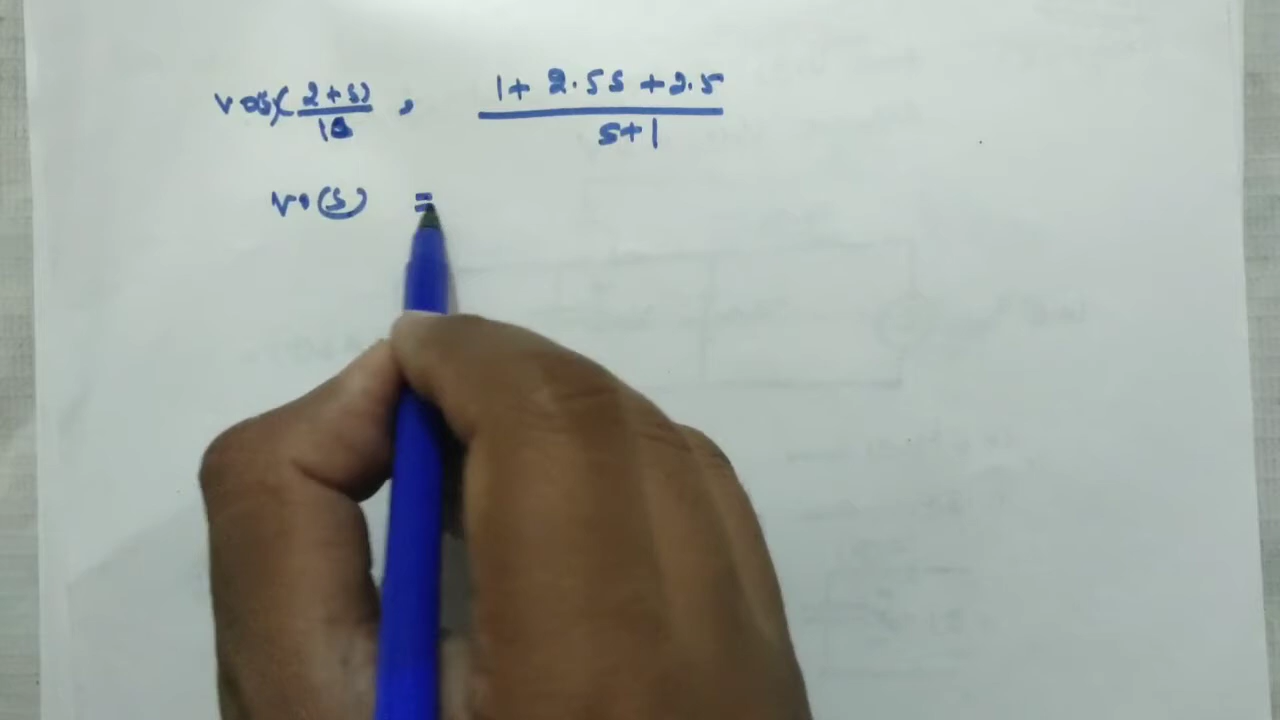 vo(s)(2+s)/10 , 1+2.5s+2.5/s+1
vo(s) =